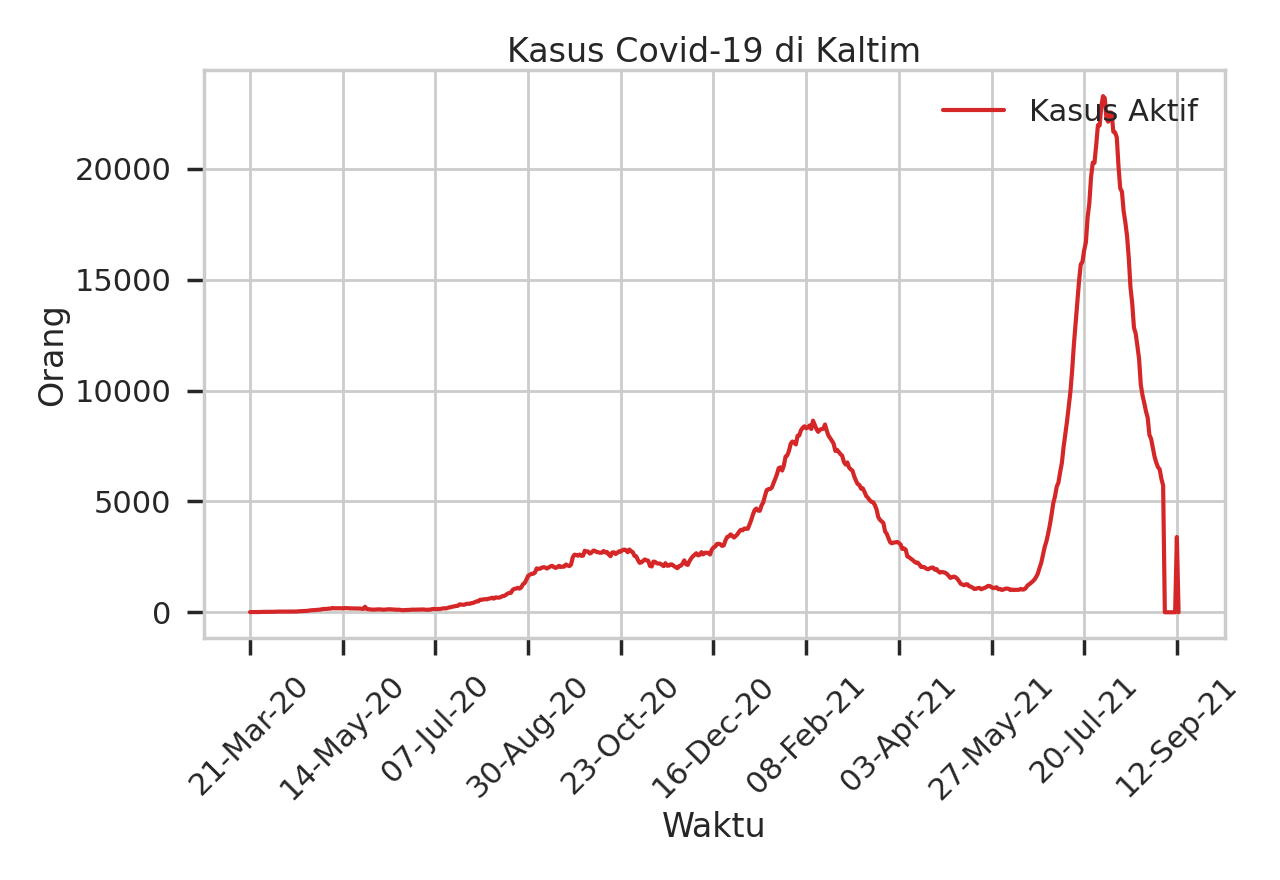 Kasus Covid-19 di Kaltim
Kasus Aktif
20000
15000
10000
5000
0
Orang
21-Mar-20
14-May-20
07-Jul-20
30-Aug-20
23-Oct-20
16-Dec-20
08-Feb-21
03-Apr-21
27-May-21
20-Jul-21
12-Sep-21
Waktu